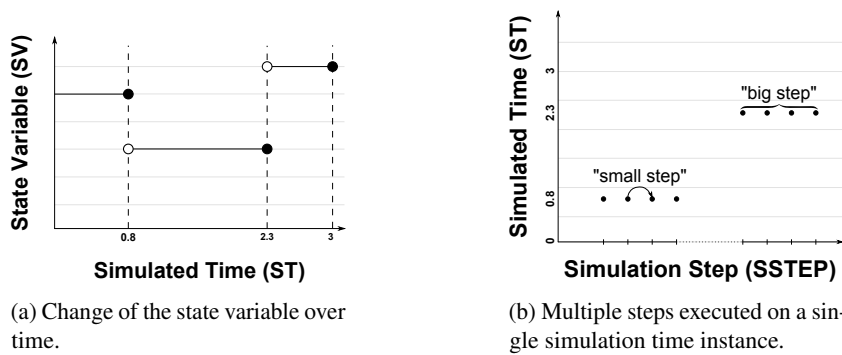 State Variable (SV)
0.8
2.3
3
Simulated Time (ST)
(a) Change of the state variable over
time.
Simulated Time (ST)
3
2.3
0.8
0
"big step"
"small step"
Simulation Step (SSTEP)
(b) Multiple steps executed on a sin-
gle simulation time instance.